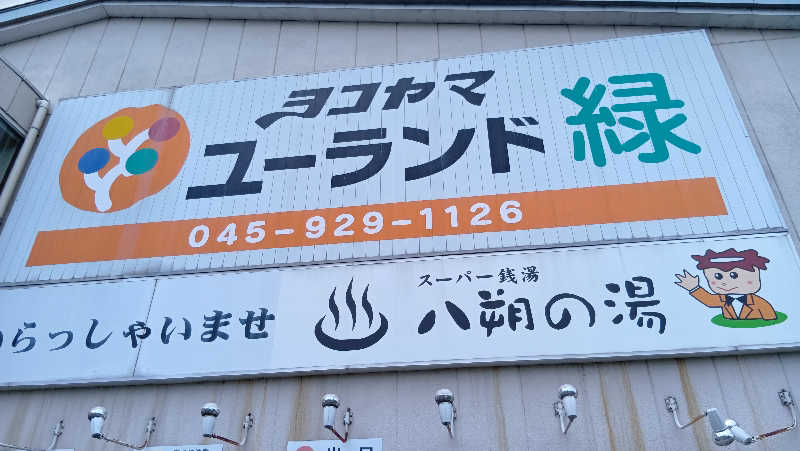 ヨコヤマ
ユーランド緑
045-929-1126
らっしゃいませ
スーパー銭湯
八朔の湯